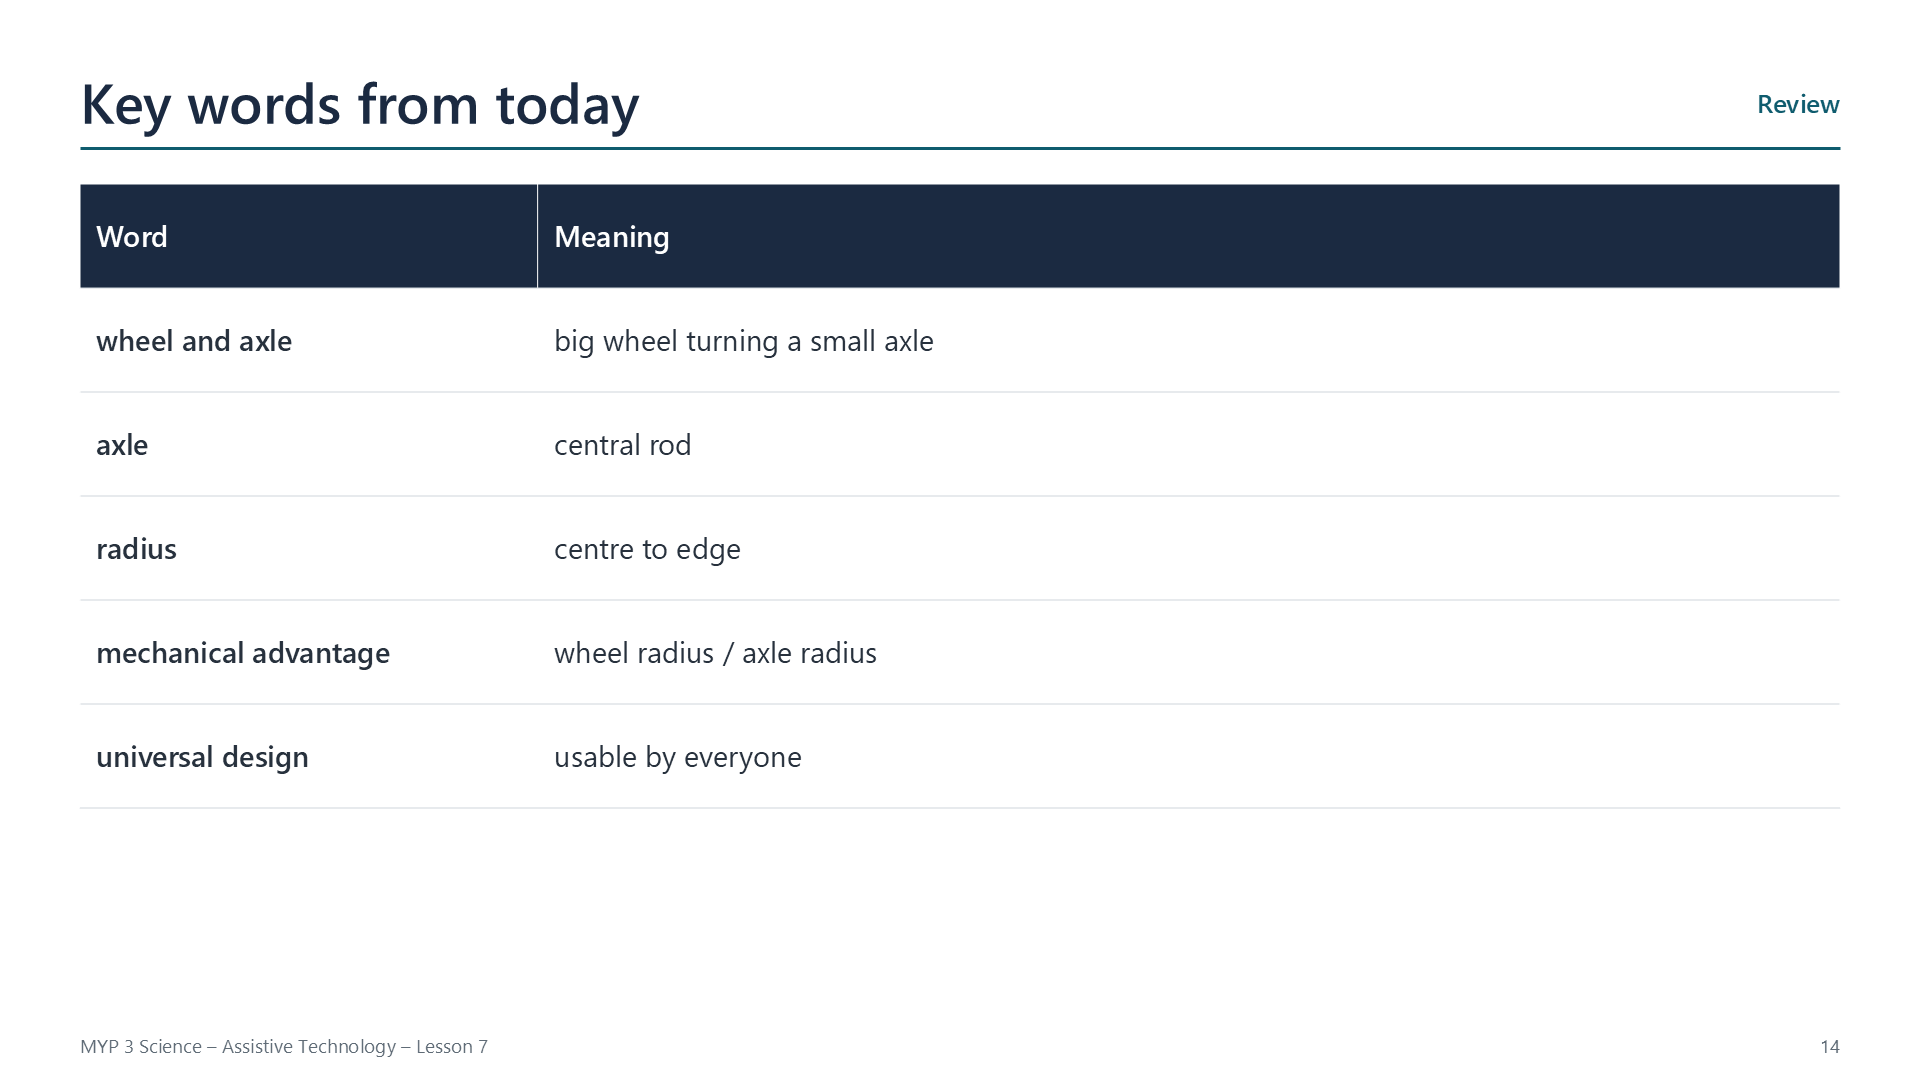 Key words from today
Review
Word Meaning
wheel and axle big wheel turning a small axle
axle central rod
radius centre to edge
mechanical advantage wheel radius / axle radius
universal design usable by everyone
MYP 3 Science – Assistive Technology – Lesson 7
14